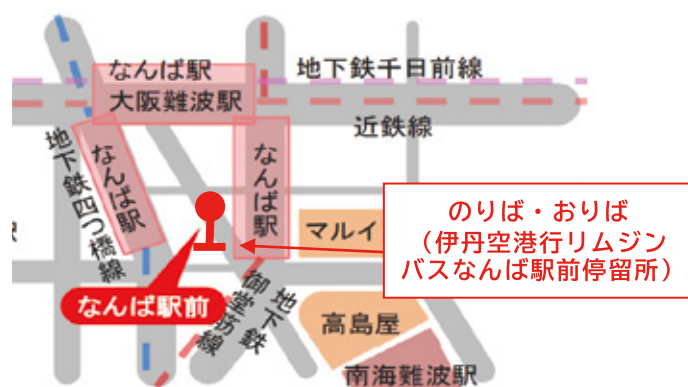 なんば駅
大阪難波駅
地下鉄千日前線
近鉄線
地下鉄四つ橋線
なんば駅
なんば駅
マルイ
のりば・おりば
（伊丹空港行リムジン
バスなんば駅前停留所）
なんば駅前
地下鉄
御堂筋線
高島屋
南海難波駅